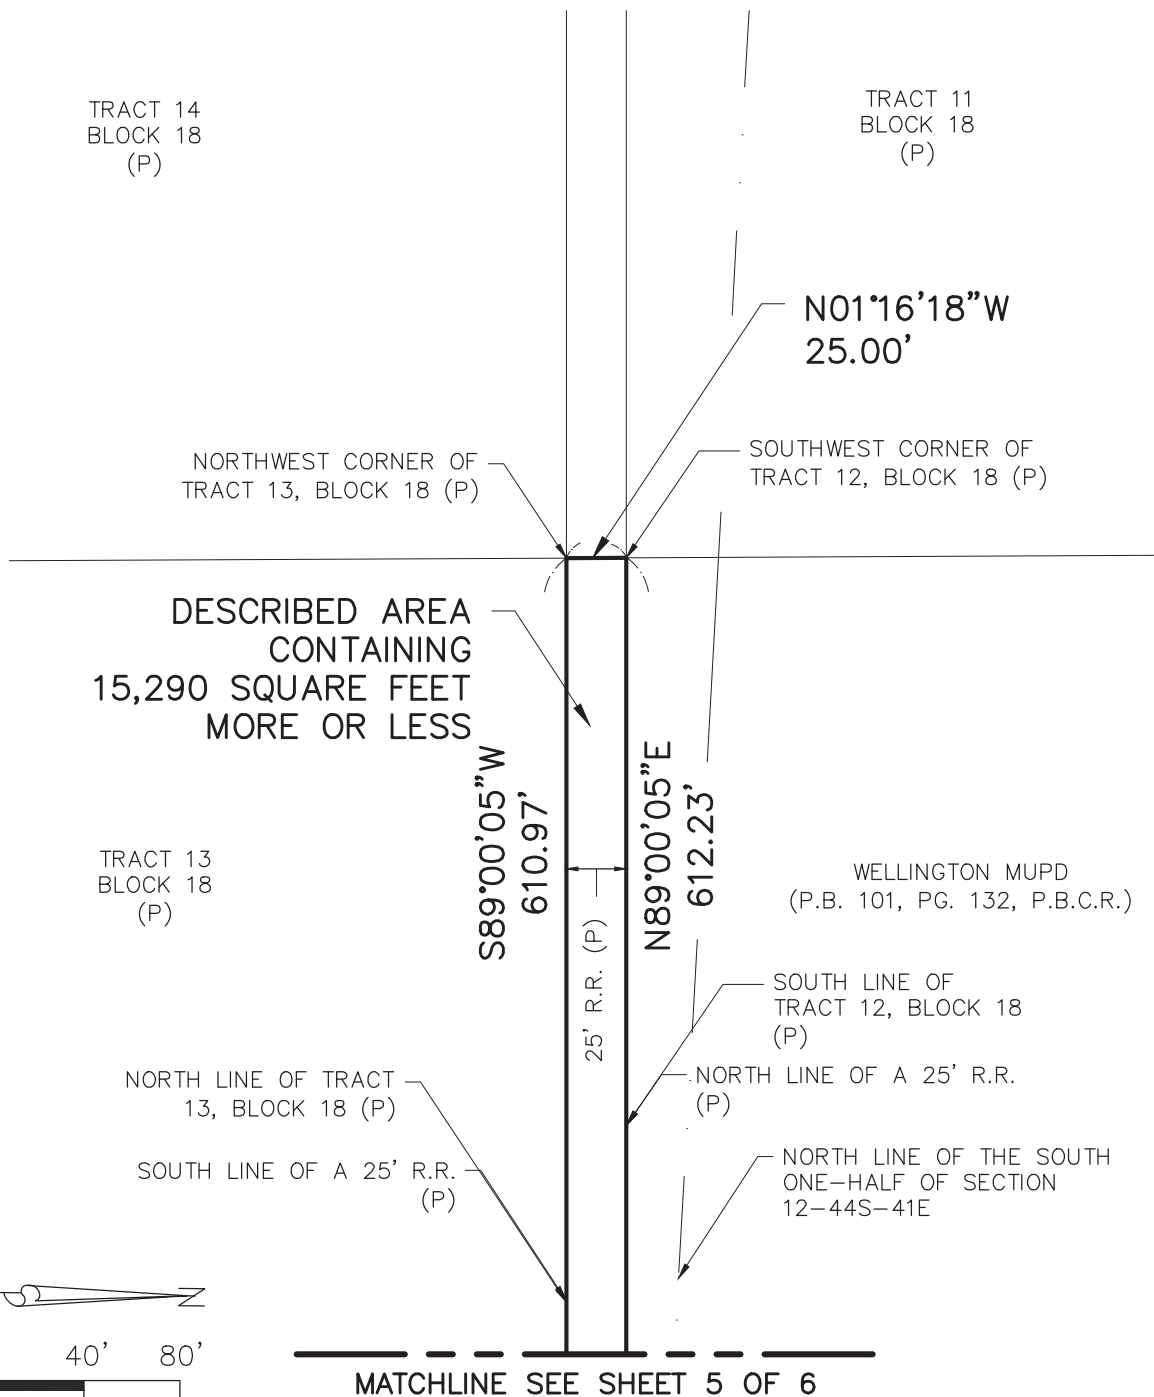 TRACT 14
BLOCK 18
(P)
TRACT 11
BLOCK 18
(P)
N01°16'18"W
25.00'
NORTHWEST CORNER OF
TRACT 13, BLOCK 18 (P)
SOUTHWEST CORNER OF
TRACT 12, BLOCK 18 (P)
DESCRIBED AREA
CONTAINING
15,290 SQUARE FEET
MORE OR LESS
S89°00'05"W
610.97'
N89°00'05"E
612.23'
25' R.R. (P)
TRACT 13
BLOCK 18
(P)
WELLINGTON MUPD
(P.B. 101, PG. 132, P.B.C.R.)
SOUTH LINE OF
TRACT 12, BLOCK 18
(P)
NORTH LINE OF A 25' R.R.
(P)
NORTH LINE OF TRACT
13, BLOCK 18 (P)
SOUTH LINE OF A 25' R.R.
(P)
NORTH LINE OF THE SOUTH
ONE-HALF OF SECTION
12-44S-41E
N
40' 80'
MATCHLINE SEE SHEET 5 OF 6